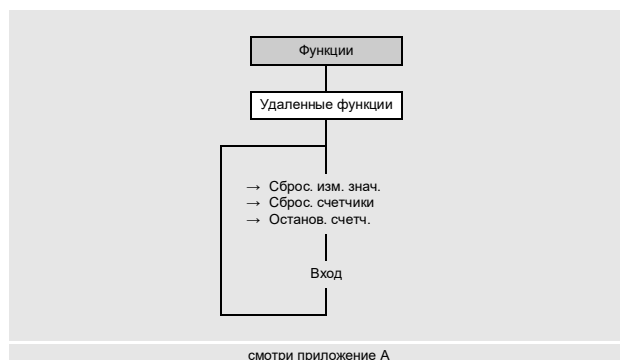 Функции
Удаленные функции
→ Сброс. изм. знач.
→ Сброс. счетчики
→ Останов. счетч.
Вход
смотри приложение А